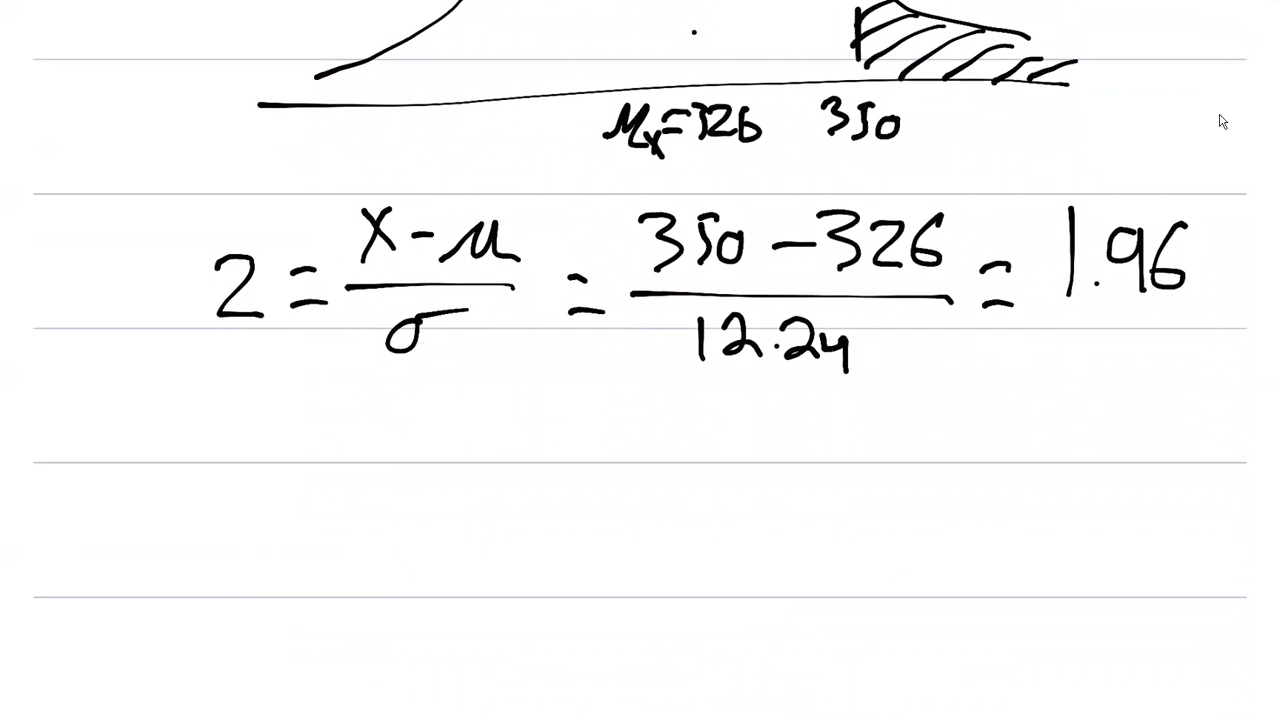 μx=326 350
z = x-μ/σ = 350-326/12.24 = 1.96